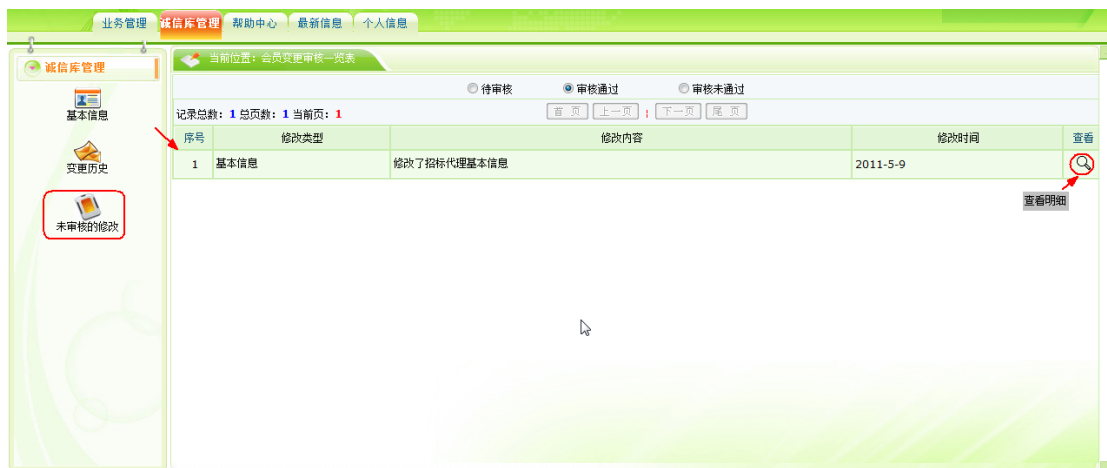 业务管理 诚信库管理 帮助中心 最新信息 个人信息
诚信库管理
当前位置：会员变更审核一览表
待审核 审核通过 审核未通过
基本信息
记录总数：1 总页数：1 当前页：1 首 页 上一页 下一页 尾 页
序号 修改类型 修改内容 修改时间 查看
1 基本信息 修改了招标代理基本信息 2011-5-9
变更历史
查看明细
未审核的修改